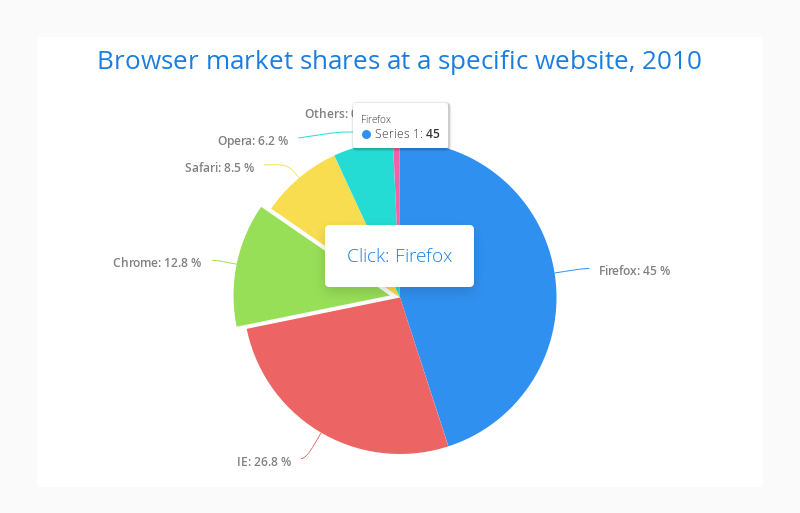 Browser market shares at a specific website, 2010
Others:
Firefox
Series 1: 45
Opera: 6.2 %
Safari: 8.5 %
Click: Firefox
Chrome: 12.8 %
Firefox: 45 %
IE: 26.8 %